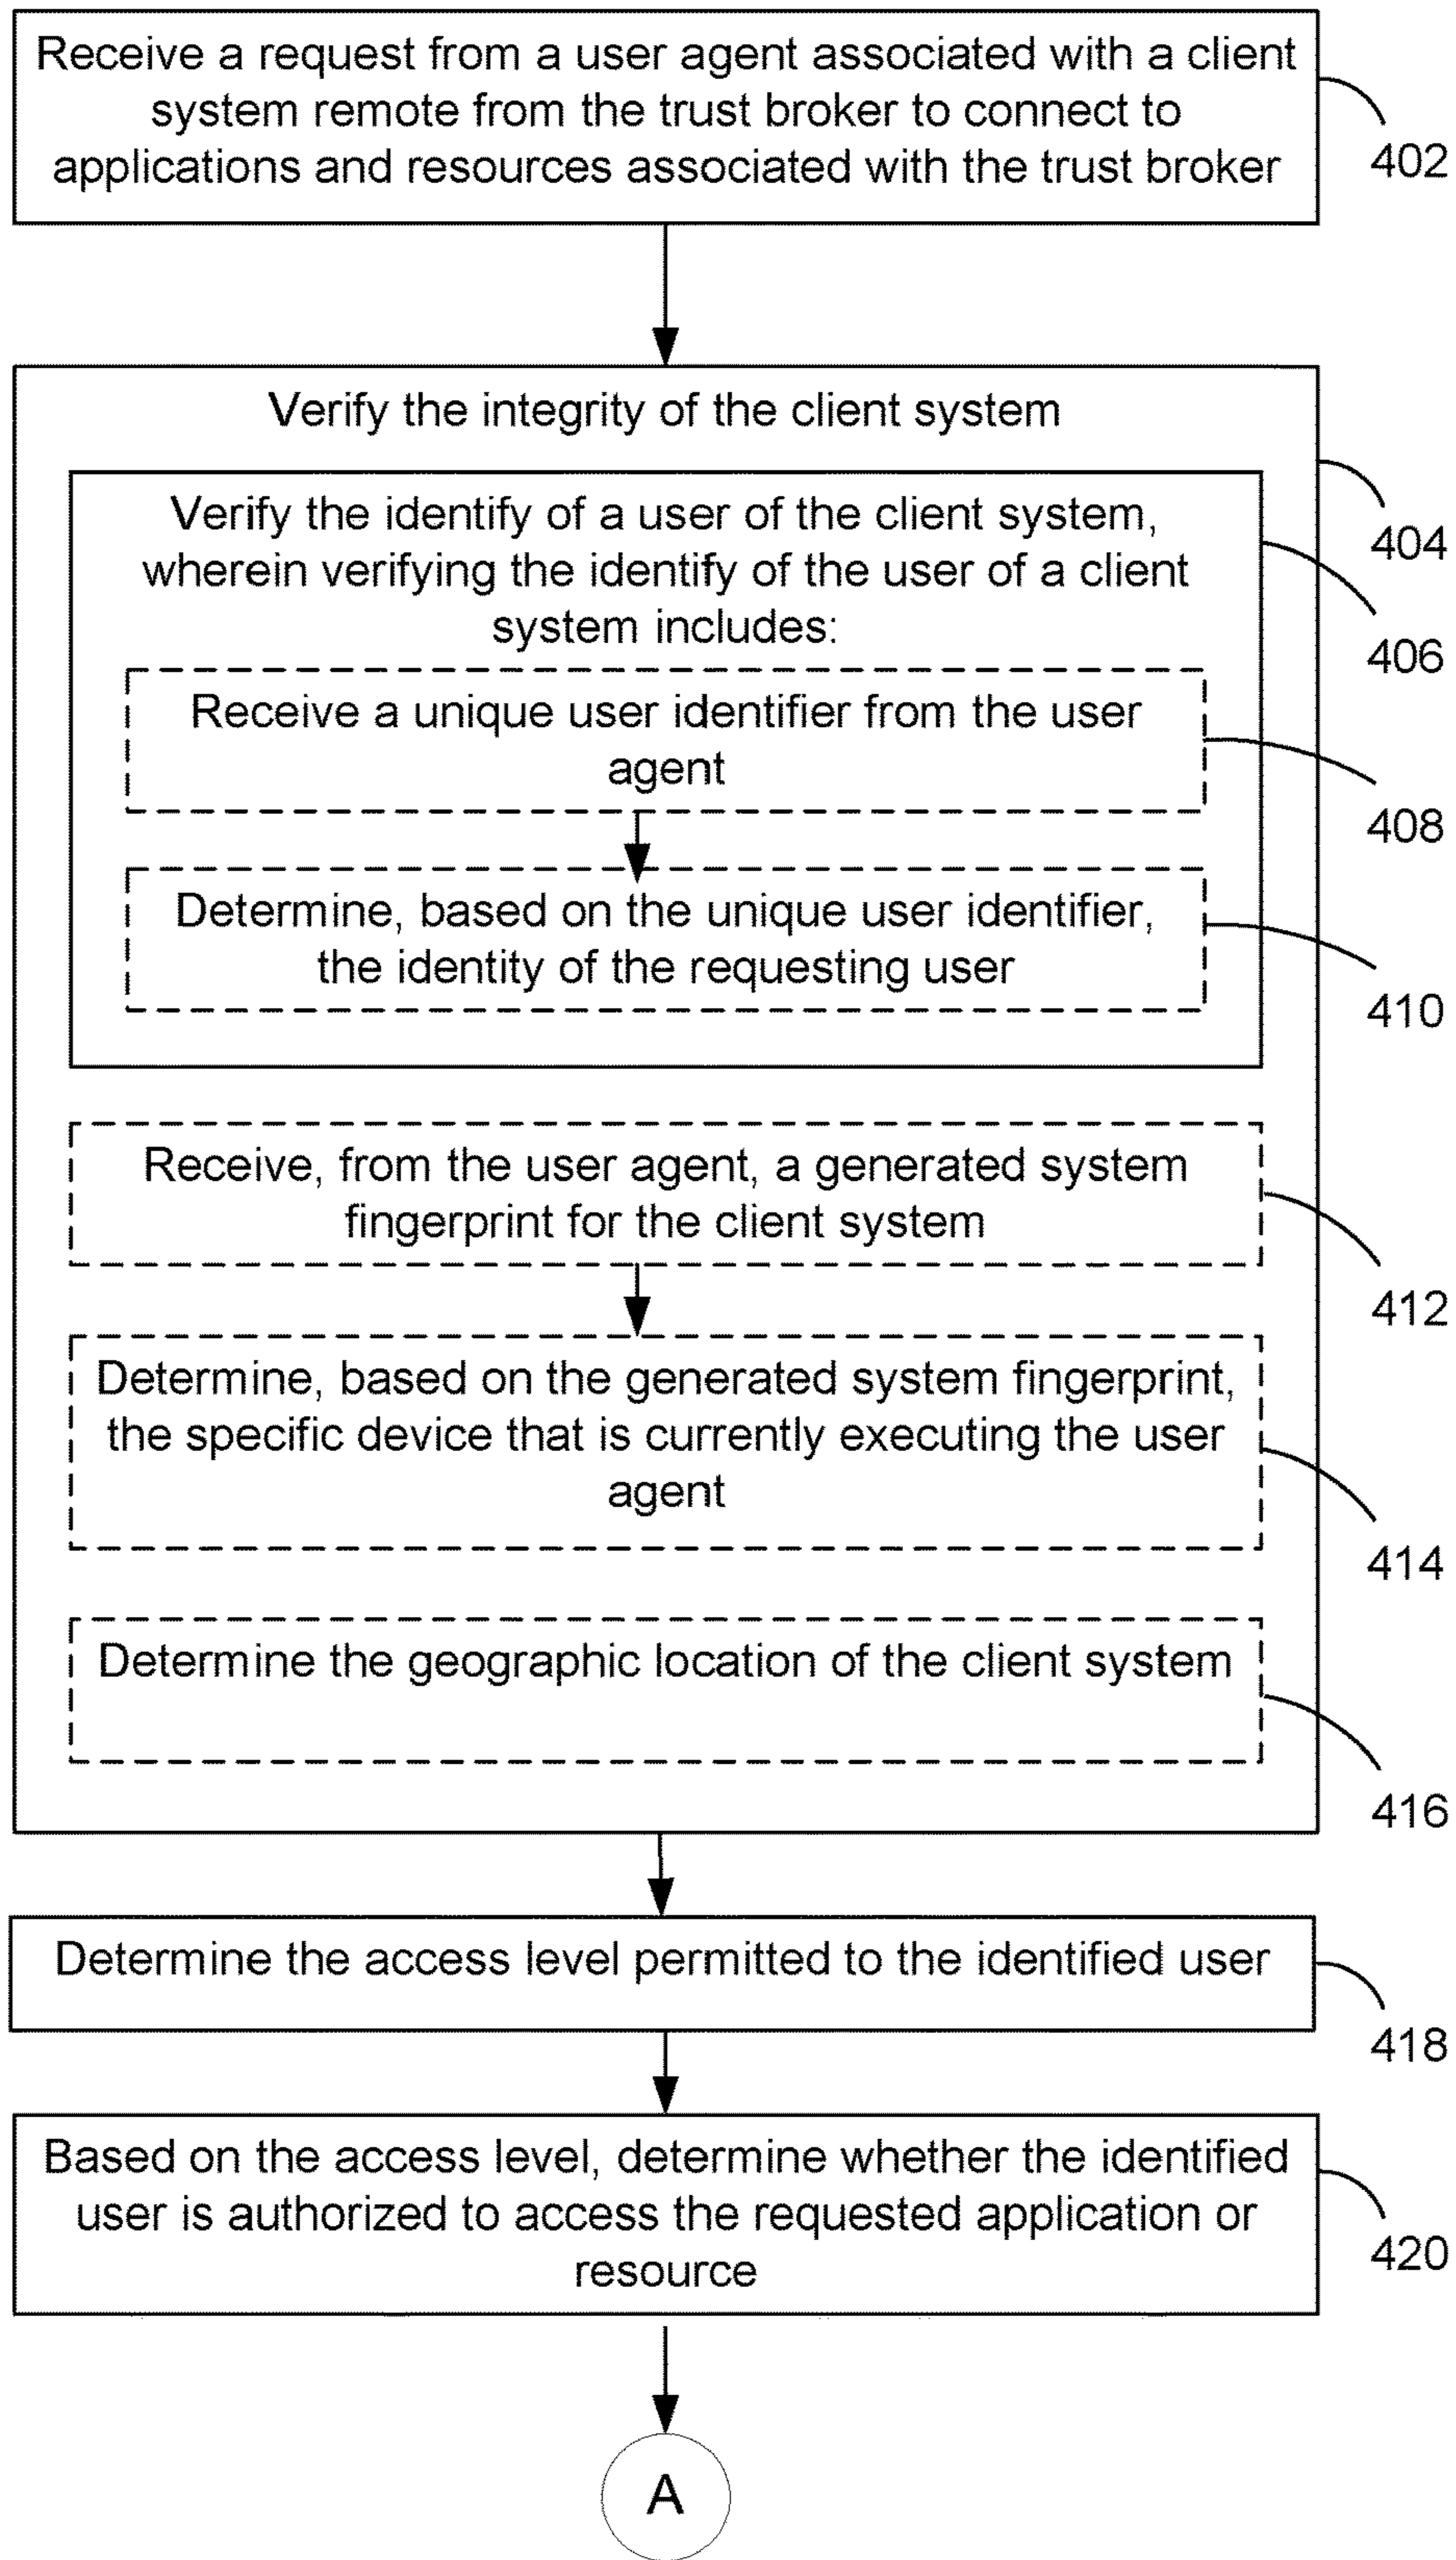 Receive a request from a user agent associated with a client
system remote from the trust broker to connect to
applications and resources associated with the trust broker
402
Verify the integrity of the client system
404
Verify the identify of a user of the client system,
wherein verifying the identify of the user of a client
system includes:
406
Receive a unique user identifier from the user
agent
408
Determine, based on the unique user identifier,
the identity of the requesting user
410
Receive, from the user agent, a generated system
fingerprint for the client system
412
Determine, based on the generated system fingerprint,
the specific device that is currently executing the user
agent
414
Determine the geographic location of the client system
416
Determine the access level permitted to the identified user
418
Based on the access level, determine whether the identified
user is authorized to access the requested application or
resource
420
A